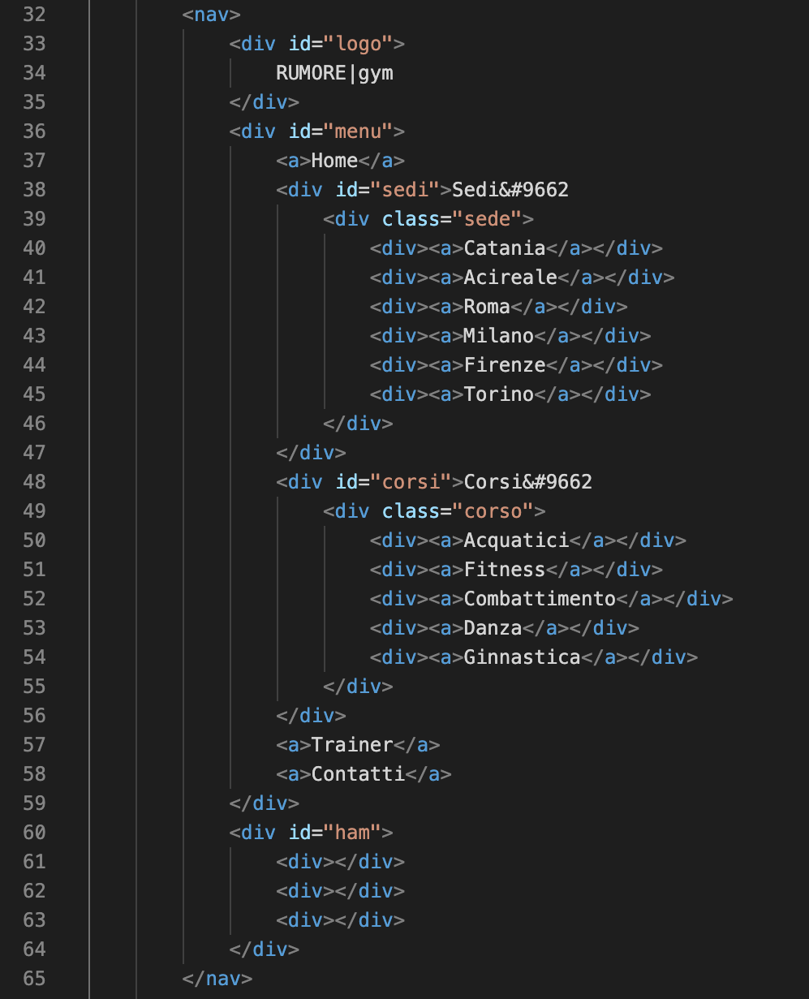 32 <nav>
33 <div id="logo">
34 RUMORE|gym
35 </div>
36 <div id="menu">
37 <a>Home</a>
38 <div id="sedi">Sedi&#9662
39 <div class="sede">
40 <div><a>Catania</a></div>
41 <div><a>Acireale</a></div>
42 <div><a>Roma</a></div>
43 <div><a>Milano</a></div>
44 <div><a>Firenze</a></div>
45 <div><a>Torino</a></div>
46 </div>
47 </div>
48 <div id="corsi">Corsi&#9662
49 <div class="corso">
50 <div><a>Acquatici</a></div>
51 <div><a>Fitness</a></div>
52 <div><a>Combattimento</a></div>
53 <div><a>Danza</a></div>
54 <div><a>Ginnastica</a></div>
55 </div>
56 </div>
57 <a>Trainer</a>
58 <a>Contatti</a>
59 </div>
60 <div id="ham">
61 <div></div>
62 <div></div>
63 <div></div>
64 </div>
65 </nav>